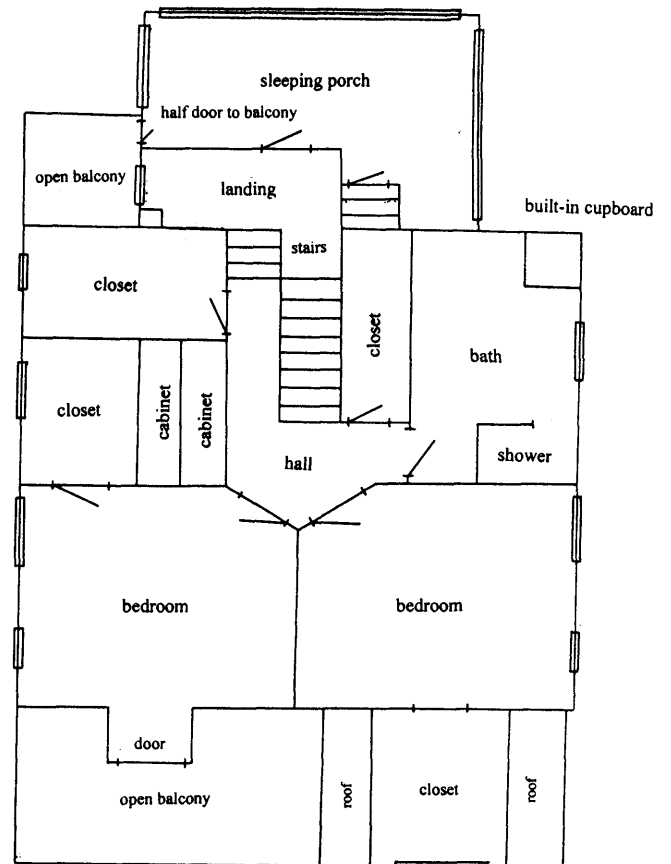 sleeping porch
half door to balcony
open balcony
landing
built-in cupboard
stairs
closet
closet
bath
closet
cabinet
cabinet
hall
shower
bedroom
bedroom
door
open balcony
roof
closet
roof